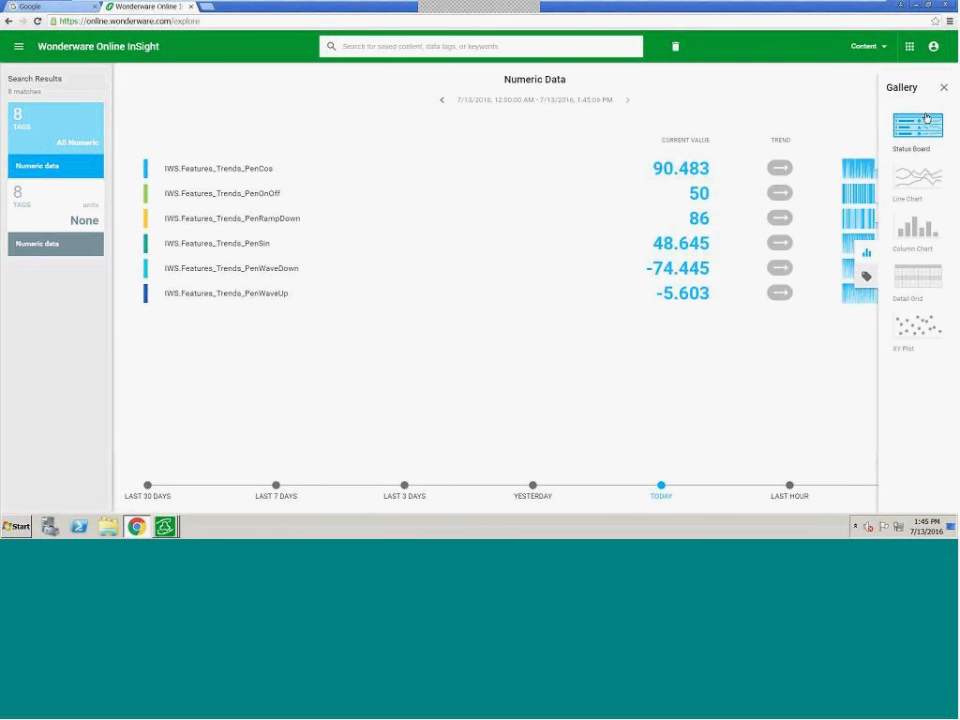 Google
Wonderware Online I
https://online.wonderware.com/explore
Wonderware Online InSight
Search for saved content, data tags, or keywords
Content
Search Results
8 matches
8
TAGS
All Numeric
Numeric data
8
TAGS
units
None
Numeric data
Numeric Data
7/13/2016, 12:00:00 AM - 7/13/2016, 1:45:06 PM
CURRENT VALUE
TREND
IWS.Features_Trends_PenCos
90.483
IWS.Features_Trends_PenOnOff
50
IWS.Features_Trends_PenRampDown
86
IWS.Features_Trends_PenSin
48.645
IWS.Features_Trends_PenWaveDown
-74.445
IWS.Features_Trends_PenWaveUp
-5.603
LAST 30 DAYS
LAST 7 DAYS
LAST 3 DAYS
YESTERDAY
TODAY
LAST HOUR
Gallery
Status Board
Line Chart
Column Chart
Detail Grid
XY Plot
Start
1:45 PM
7/13/2016